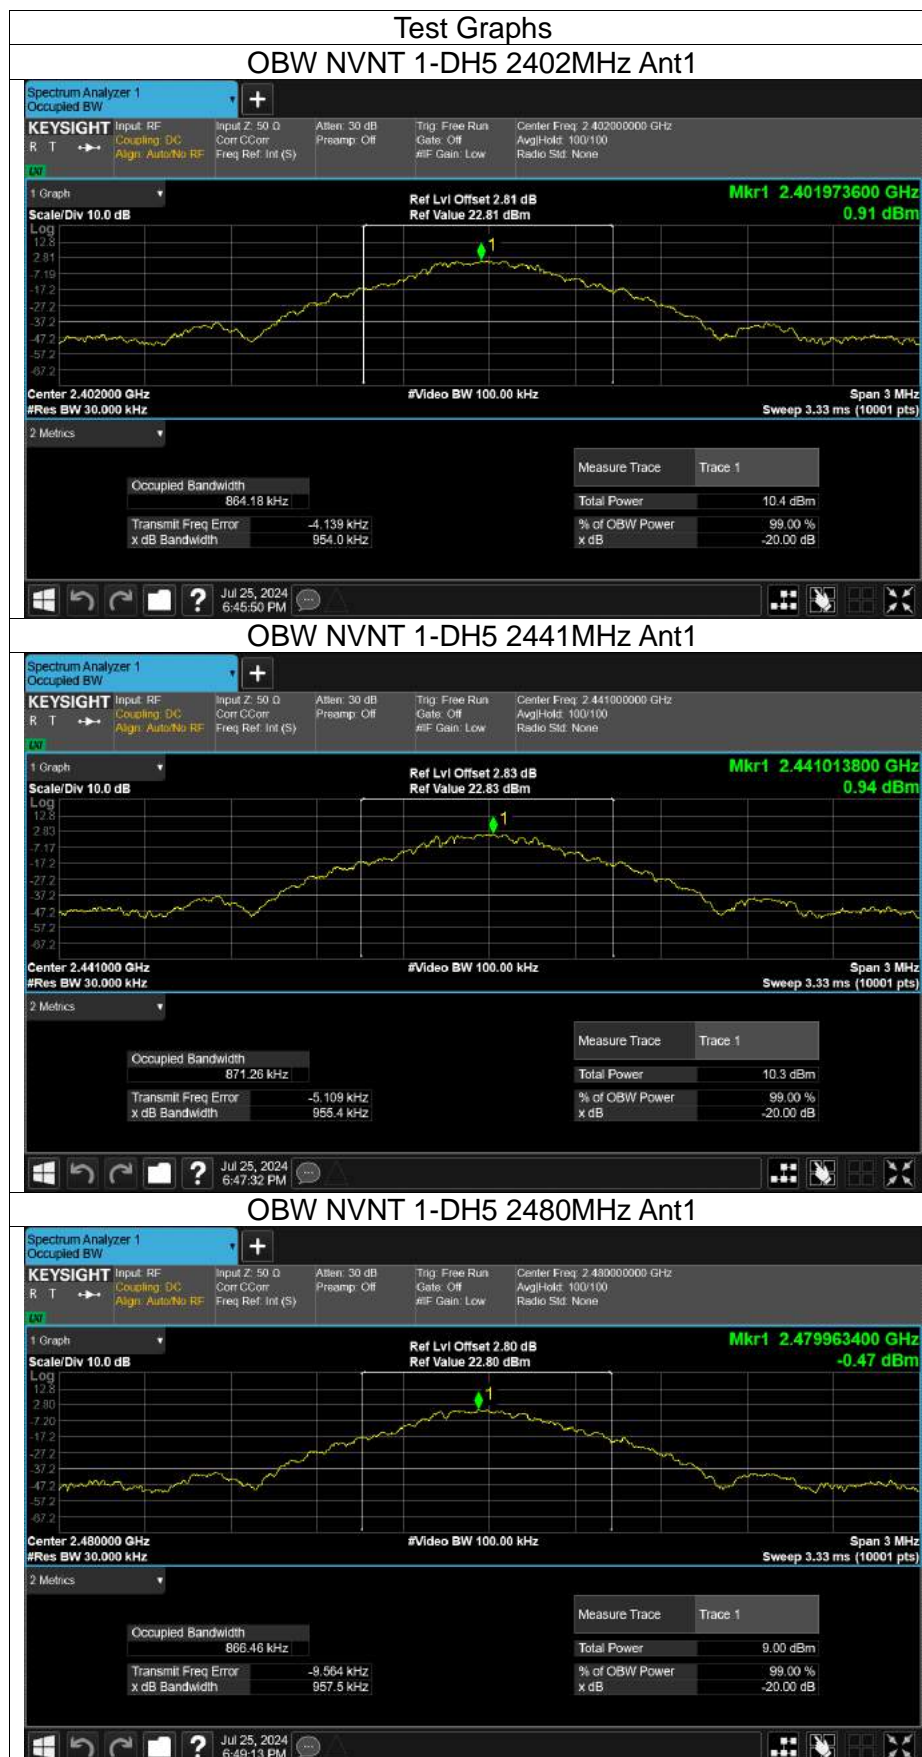 Test Graphs
OBW NVNT 1-DH5 2402MHz Ant1
Spectrum Analyzer 1
Occupied BW
+
KEYSIGHT Input: RF Input Z: 50 Ω Atten: 30 dB Trig: Free Run Center Freq: 2.402000000 GHz
R T Coupling: DC Corr CCorr Preamp: Off Gate: Off Avg|Hold: 100/100
Align: Auto/No RF Freq Ref: Int (S) #IF Gain: Low Radio Std: None
LXI
1 Graph Ref Lvl Offset 2.81 dB Mkr1 2.401973600 GHz
Scale/Div 10.0 dB Ref Value 22.81 dBm 0.91 dBm
Log
12.8
2.81
-7.19
-17.2
-27.2
-37.2
-47.2
-57.2
-67.2
1
Center 2.402000 GHz #Video BW 100.00 kHz Span 3 MHz
#Res BW 30.000 kHz Sweep 3.33 ms (10001 pts)
2 Metrics
Measure Trace Trace 1
Occupied Bandwidth
864.18 kHz Total Power 10.4 dBm
Transmit Freq Error -4.139 kHz % of OBW Power 99.00 %
x dB Bandwidth 954.0 kHz x dB -20.00 dB
? Jul 25, 2024
6:45:50 PM
OBW NVNT 1-DH5 2441MHz Ant1
Spectrum Analyzer 1
Occupied BW
+
KEYSIGHT Input: RF Input Z: 50 Ω Atten: 30 dB Trig: Free Run Center Freq: 2.441000000 GHz
R T Coupling: DC Corr CCorr Preamp: Off Gate: Off Avg|Hold: 100/100
Align: Auto/No RF Freq Ref: Int (S) #IF Gain: Low Radio Std: None
LXI
1 Graph Ref Lvl Offset 2.83 dB Mkr1 2.441013800 GHz
Scale/Div 10.0 dB Ref Value 22.83 dBm 0.94 dBm
Log
12.8
2.83
-7.17
-17.2
-27.2
-37.2
-47.2
-57.2
-67.2
1
Center 2.441000 GHz #Video BW 100.00 kHz Span 3 MHz
#Res BW 30.000 kHz Sweep 3.33 ms (10001 pts)
2 Metrics
Measure Trace Trace 1
Occupied Bandwidth
871.26 kHz Total Power 10.3 dBm
Transmit Freq Error -5.109 kHz % of OBW Power 99.00 %
x dB Bandwidth 955.4 kHz x dB -20.00 dB
? Jul 25, 2024
6:47:32 PM
OBW NVNT 1-DH5 2480MHz Ant1
Spectrum Analyzer 1
Occupied BW
+
KEYSIGHT Input: RF Input Z: 50 Ω Atten: 30 dB Trig: Free Run Center Freq: 2.480000000 GHz
R T Coupling: DC Corr CCorr Preamp: Off Gate: Off Avg|Hold: 100/100
Align: Auto/No RF Freq Ref: Int (S) #IF Gain: Low Radio Std: None
LXI
1 Graph Ref Lvl Offset 2.80 dB Mkr1 2.479963400 GHz
Scale/Div 10.0 dB Ref Value 22.80 dBm -0.47 dBm
Log
12.8
2.80
-7.20
-17.2
-27.2
-37.2
-47.2
-57.2
-67.2
1
Center 2.480000 GHz #Video BW 100.00 kHz Span 3 MHz
#Res BW 30.000 kHz Sweep 3.33 ms (10001 pts)
2 Metrics
Measure Trace Trace 1
Occupied Bandwidth
866.46 kHz Total Power 9.00 dBm
Transmit Freq Error -9.564 kHz % of OBW Power 99.00 %
x dB Bandwidth 957.5 kHz x dB -20.00 dB
? Jul 25, 2024
6:49:13 PM